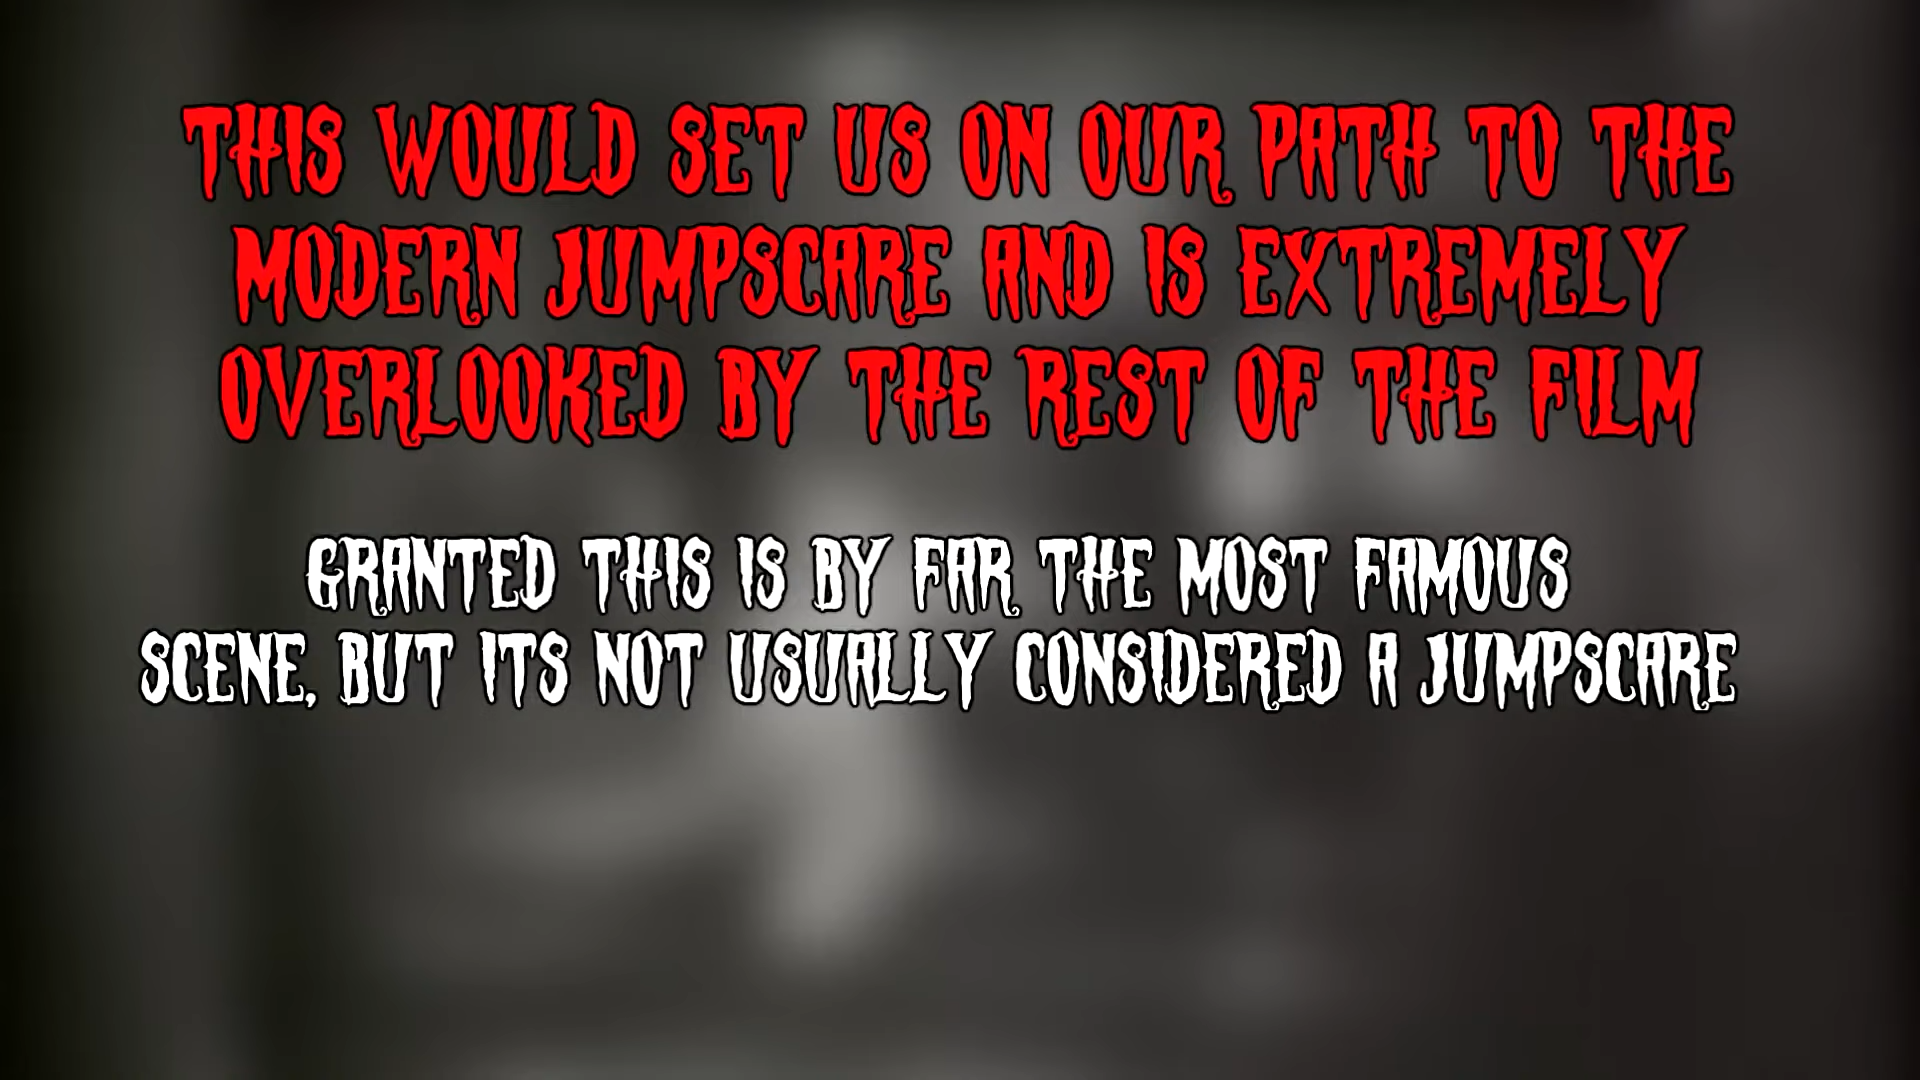 THIS WOULD SET US ON OUR PATH TO THE
MODERN JUMPSCARE AND IS EXTREMELY
OVERLOOKED BY THE REST OF THE FILM
GRANTED THIS IS BY FAR THE MOST FAMOUS
SCENE, BUT ITS NOT USUALLY CONSIDERED A JUMPSCARE